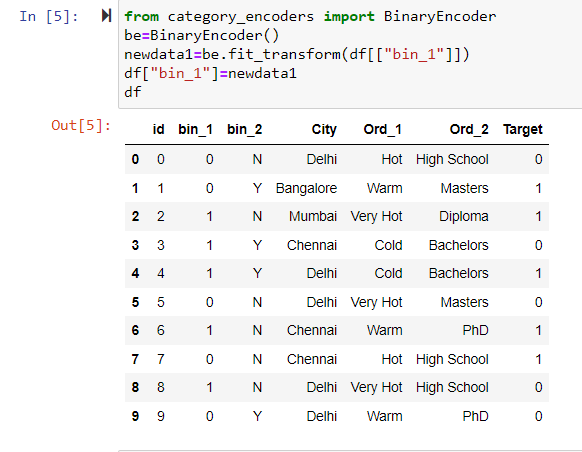 In [5]:
from category_encoders import BinaryEncoder
be=BinaryEncoder()
newdata1=be.fit_transform(df[["bin_1"]])
df["bin_1"]=newdata1
df
Out[5]:
id bin_1 bin_2 City Ord_1 Ord_2 Target
0 0 0 N Delhi Hot High School 0
1 1 0 Y Bangalore Warm Masters 1
2 2 1 N Mumbai Very Hot Diploma 1
3 3 1 Y Chennai Cold Bachelors 0
4 4 1 Y Delhi Cold Bachelors 1
5 5 0 N Delhi Very Hot Masters 0
6 6 1 N Chennai Warm PhD 1
7 7 0 N Chennai Hot High School 1
8 8 1 N Delhi Very Hot High School 0
9 9 0 Y Delhi Warm PhD 0